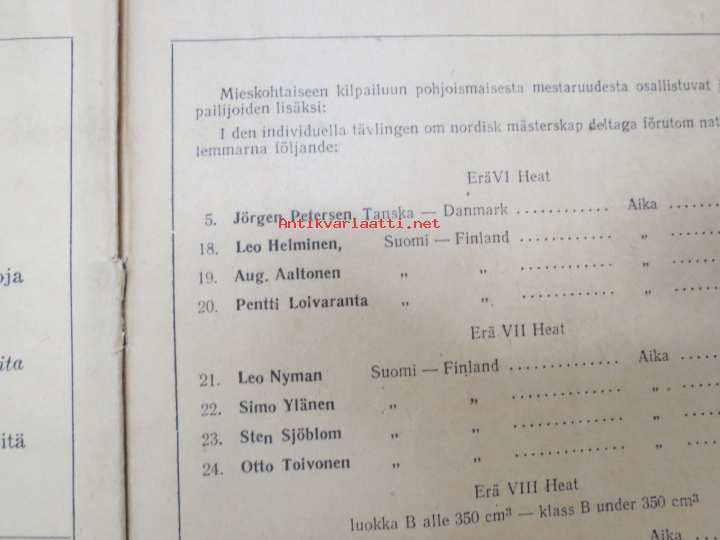 Mieskohtaiseen kilpailuun pohjoismaisesta mestaruudesta osallistuvat
pailijoiden lisäksi:
I den individuella tävlingen om nordisk mästerskap deltaga förutom
lemmarna följande:
Erä VI Heat
5. Jörgen Petersen, Tanska — Danmark ............ Aika ........
Antikvariaatti.net
18. Leo Helminen, Suomi — Finland ............ „ ........
19. Aug. Aaltonen „ „ ............ „ ........
20. Pentti Loivaranta „ „ ............ „ ........
Erä VII Heat
21. Leo Nyman Suomi — Finland ............ Aika ........
22. Simo Ylänen „ „ ............ „ ........
23. Sten Sjöblom „ „ ............ „ ........
24. Otto Toivonen „ „ ............ „ ........
Erä VIII Heat
luokka B alle 350 cm³ — klass B under 350 cm³
Aika
oja
ita
itä